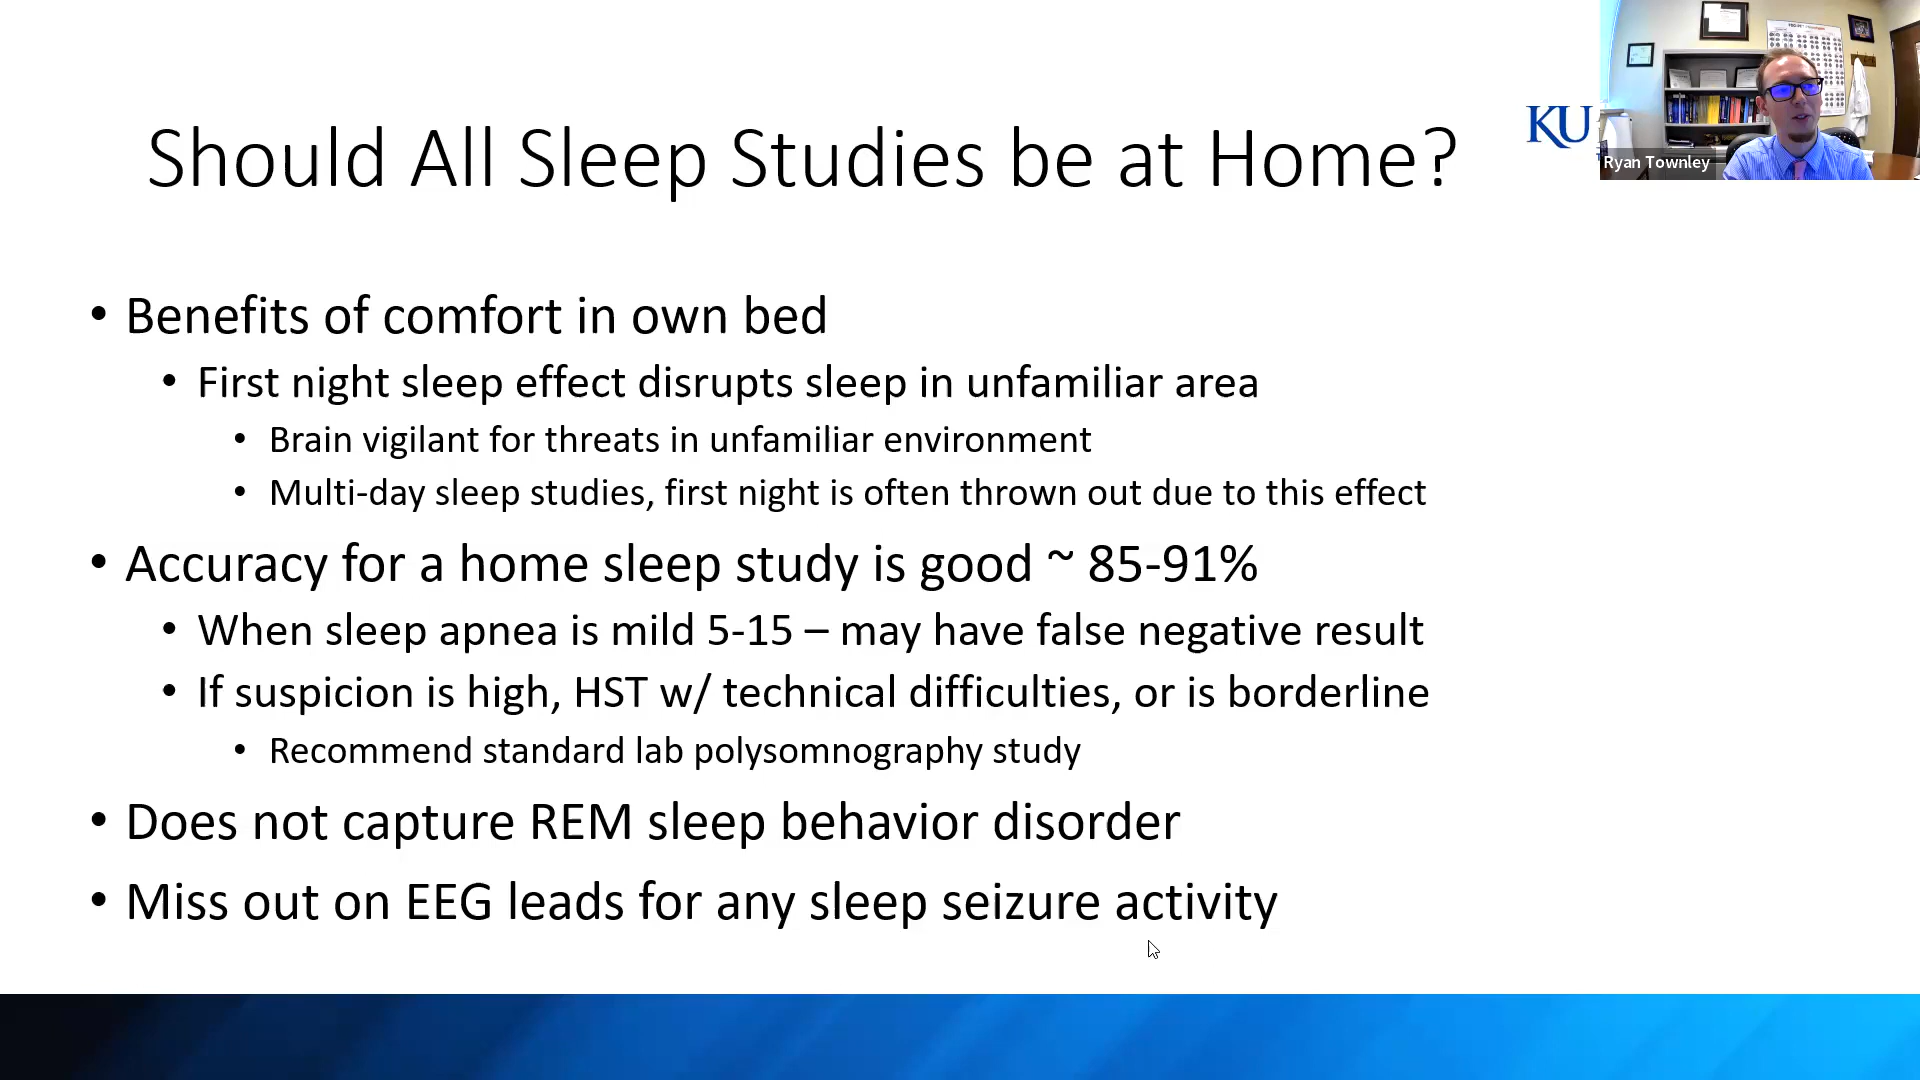 Should All Sleep Studies be at Home?
KU
Ryan Townley
• Benefits of comfort in own bed
• First night sleep effect disrupts sleep in unfamiliar area
• Brain vigilant for threats in unfamiliar environment
• Multi-day sleep studies, first night is often thrown out due to this effect
• Accuracy for a home sleep study is good ~ 85-91%
• When sleep apnea is mild 5-15 – may have false negative result
• If suspicion is high, HST w/ technical difficulties, or is borderline
• Recommend standard lab polysomnography study
• Does not capture REM sleep behavior disorder
• Miss out on EEG leads for any sleep seizure activity